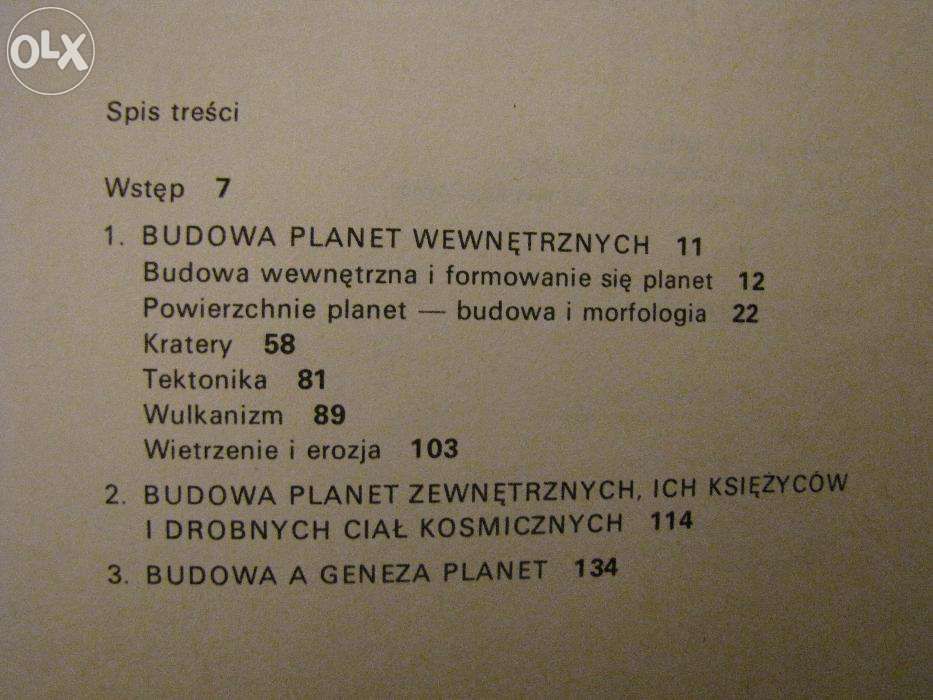 OLX
Spis treści
Wstęp 7
1. BUDOWA PLANET WEWNĘTRZNYCH 11
Budowa wewnętrzna i formowanie się planet 12
Powierzchnie planet — budowa i morfologia 22
Kratery 58
Tektonika 81
Wulkanizm 89
Wietrzenie i erozja 103
2. BUDOWA PLANET ZEWNĘTRZNYCH, ICH KSIĘŻYCÓW
I DROBNYCH CIAŁ KOSMICZNYCH 114
3. BUDOWA A GENEZA PLANET 134